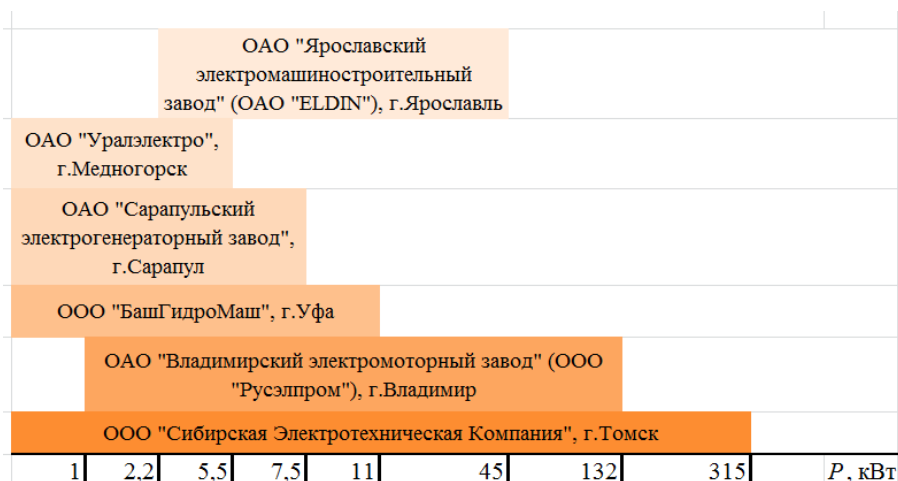 ОАО "Ярославский
электромашиностроительный
завод" (ОАО "ELDIN"), г.Ярославль
ОАО "Уралэлектро",
г.Медногорск
ОАО "Сарапульский
электрогенераторный завод",
г.Сарапул
ООО "БашГидроМаш", г.Уфа
ОАО "Владимирский электромоторный завод" (ООО
"Русэлпром"), г.Владимир
ООО "Сибирская Электротехническая Компания", г.Томск
1 2,2 5,5 7,5 11 45 132 315 P, кВт